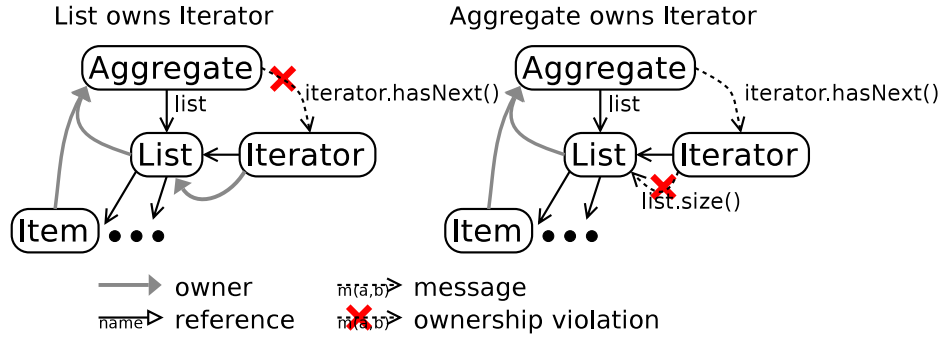 List owns Iterator
Aggregate owns Iterator
Aggregate
Aggregate
list
iterator.hasNext()
list
iterator.hasNext()
List
Iterator
List
Iterator
list.size()
Item
Item
owner
m(a,b)
message
name
reference
m(a,b)
ownership violation